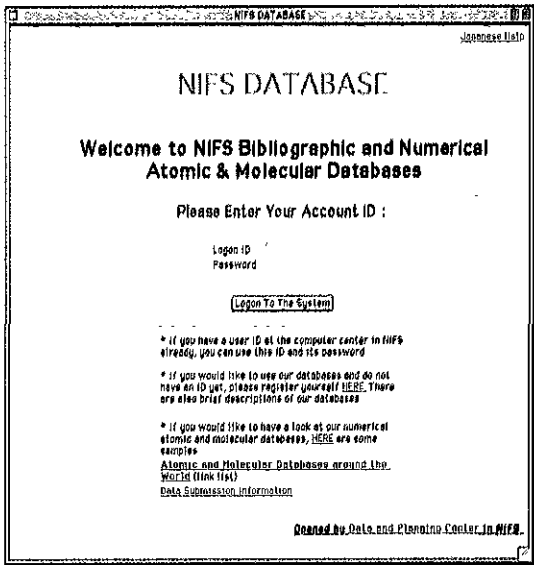 NIFS DATABASE
Japanese Help
NIFS DATABASE
Welcome to NIFS Bibliographic and Numerical
Atomic & Molecular Databases
Please Enter Your Account ID :
Logon ID
Password
Logon To The System
* If you have a user ID at the computer center in NIFS
already, you can use this ID and its password
* If you would like to use our databases and do not
have an ID yet, please register yourself HERE. There
are also brief descriptions of our databases
* If you would like to have a look at our numerical
atomic and molecular databases, HERE are some
samples
Atomic and Molecular Databases around the
World (link list)
Data Submission Information
Opened by Data and Planning Center in NIFS.